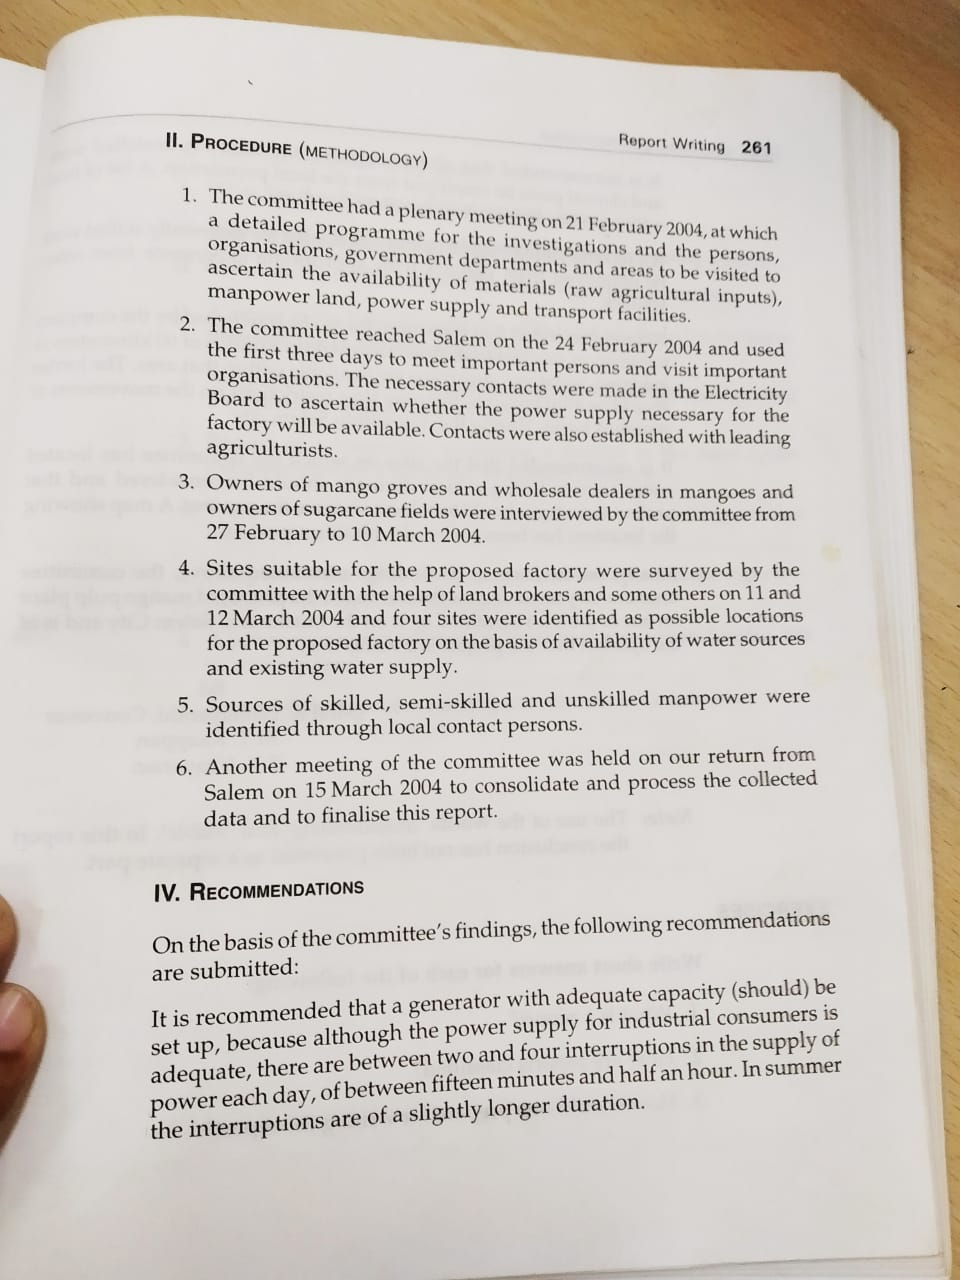 Report Writing 261
II. PROCEDURE (METHODOLOGY)
1. The committee had a plenary meeting on 21 February 2004, at which
a detailed programme for the investigations and the persons,
organisations, government departments and areas to be visited to
ascertain the availability of materials (raw agricultural inputs),
manpower land, power supply and transport facilities.
2. The committee reached Salem on the 24 February 2004 and used
the first three days to meet important persons and visit important
organisations. The necessary contacts were made in the Electricity
Board to ascertain whether the power supply necessary for the
factory will be available. Contacts were also established with leading
agriculturists.
3. Owners of mango groves and wholesale dealers in mangoes and
owners of sugarcane fields were interviewed by the committee from
27 February to 10 March 2004.
4. Sites suitable for the proposed factory were surveyed by the
committee with the help of land brokers and some others on 11 and
12 March 2004 and four sites were identified as possible locations
for the proposed factory on the basis of availability of water sources
and existing water supply.
5. Sources of skilled, semi-skilled and unskilled manpower were
identified through local contact persons.
6. Another meeting of the committee was held on our return from
Salem on 15 March 2004 to consolidate and process the collected
data and to finalise this report.
IV. RECOMMENDATIONS
On the basis of the committee's findings, the following recommendations
are submitted:
It is recommended that a generator with adequate capacity (should) be
set up, because although the power supply for industrial consumers is
adequate, there are between two and four interruptions in the supply of
power each day, of between fifteen minutes and half an hour. In summer
the interruptions are of a slightly longer duration.